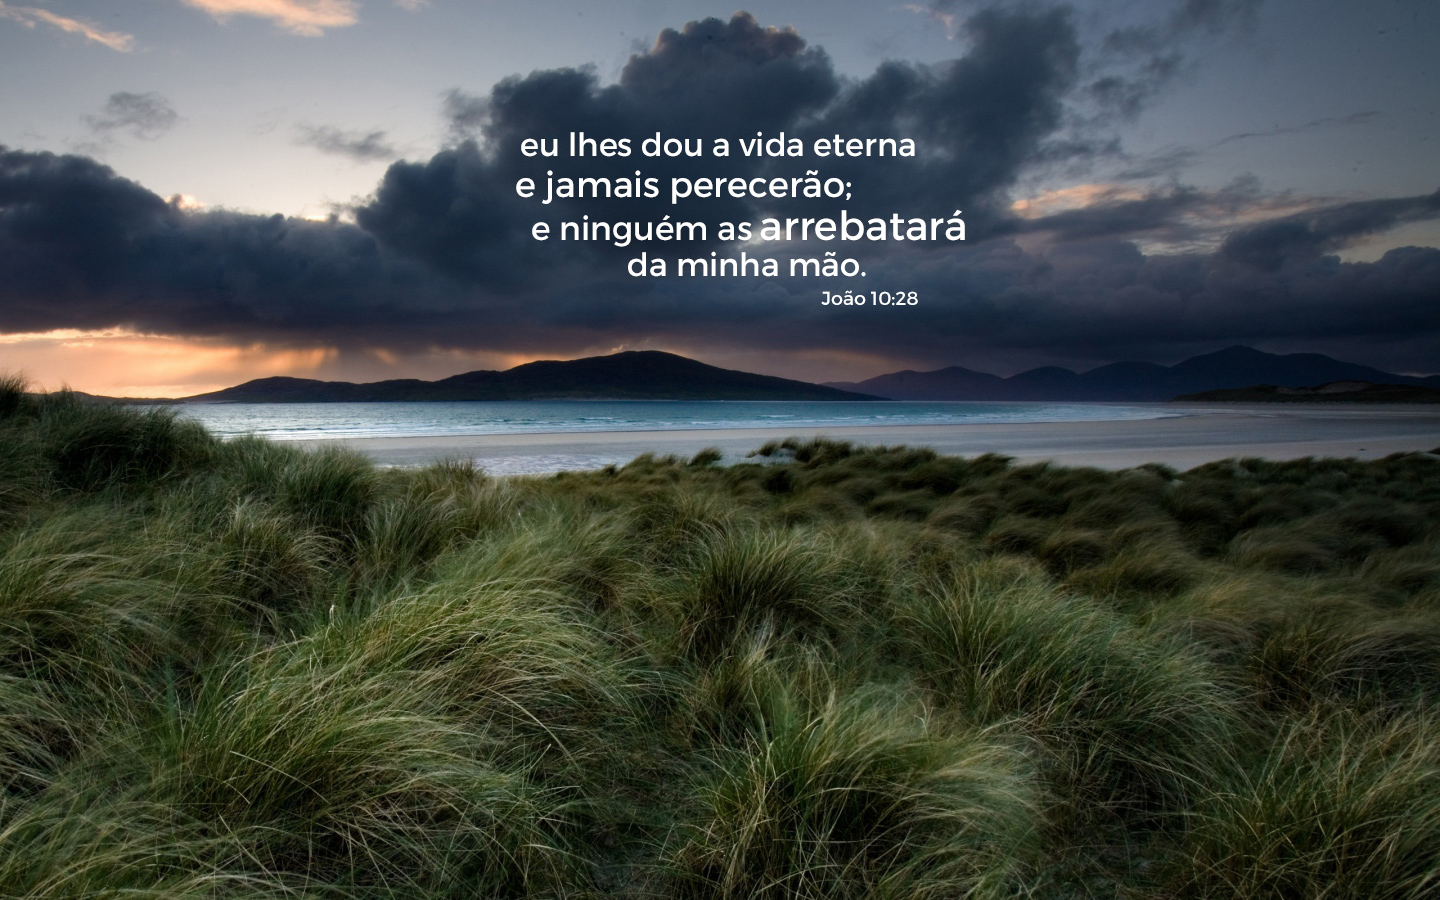 eu lhes dou a vida eterna
e jamais perecerão;
e ninguém as arrebatará
da minha mão.
João 10:28